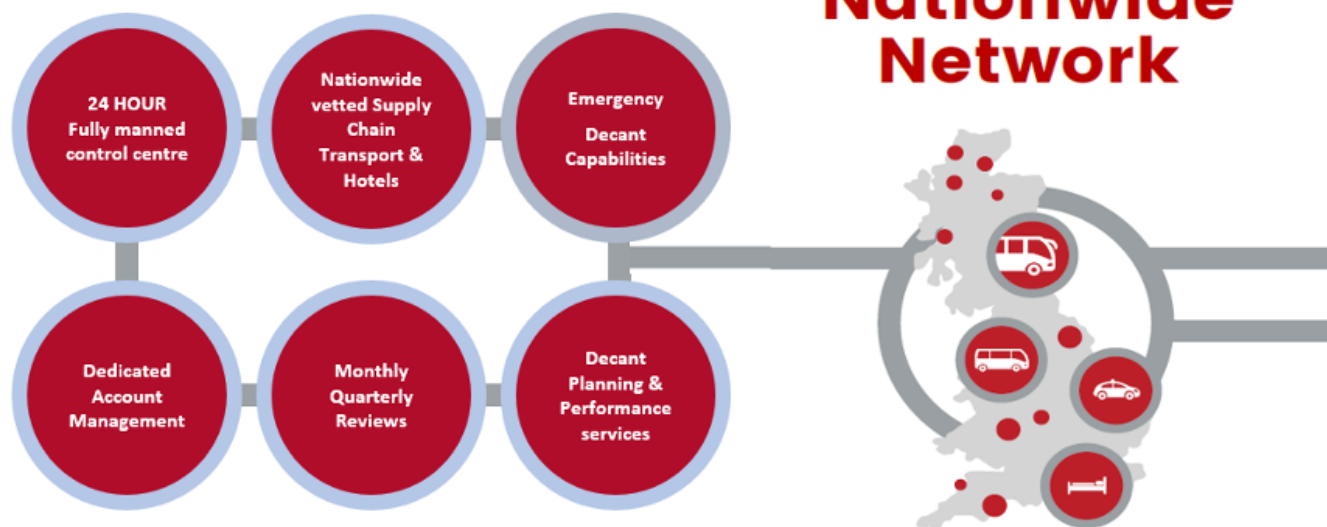 Nationwide
Network
24 HOUR
Fully manned
control centre
Nationwide
vetted Supply
Chain
Transport &
Hotels
Emergency
Decant
Capabilities
Dedicated
Account
Management
Monthly
Quarterly
Reviews
Decant
Planning &
Performance
services